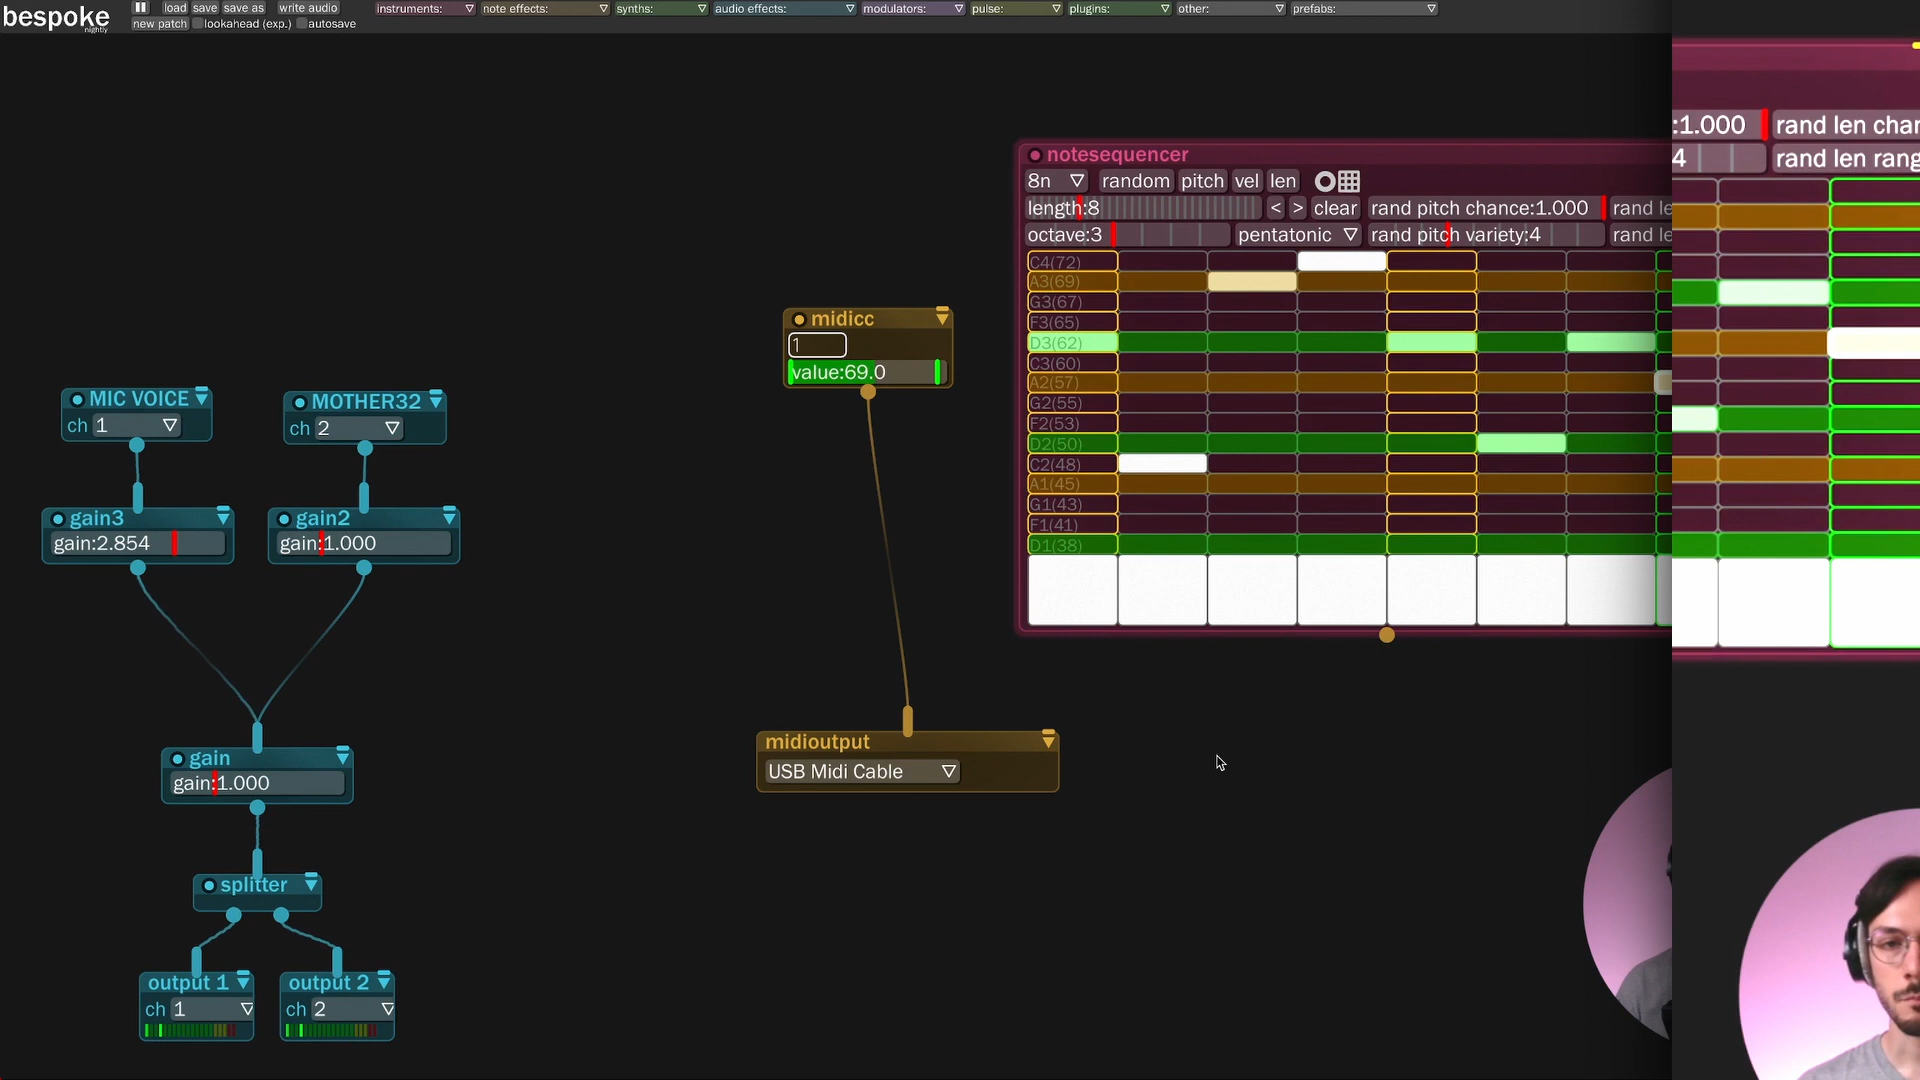 bespoke
nightly
load save save as write audio
new patch lookahead (exp.) autosave
instruments: note effects: synths: audio effects: modulators: pulse: plugins: other: prefabs:
notesequencer
8n random pitch vel len
length:8 < > clear rand pitch chance:1.000 rand le
octave:3 pentatonic rand pitch variety:4 rand le
C4(72)
A3(69)
G3(67)
F3(65)
D3(62)
C3(60)
A2(57)
G2(55)
F2(53)
D2(50)
C2(48)
A1(45)
G1(43)
F1(41)
D1(38)
:1.000 rand len char
4 rand len rang
midicc
1
value:69.0
MIC VOICE
ch 1
MOTHER32
ch 2
gain3
gain:2.854
gain2
gain:1.000
gain
gain:1.000
midioutput
USB Midi Cable
splitter
output 1
ch 1
output 2
ch 2